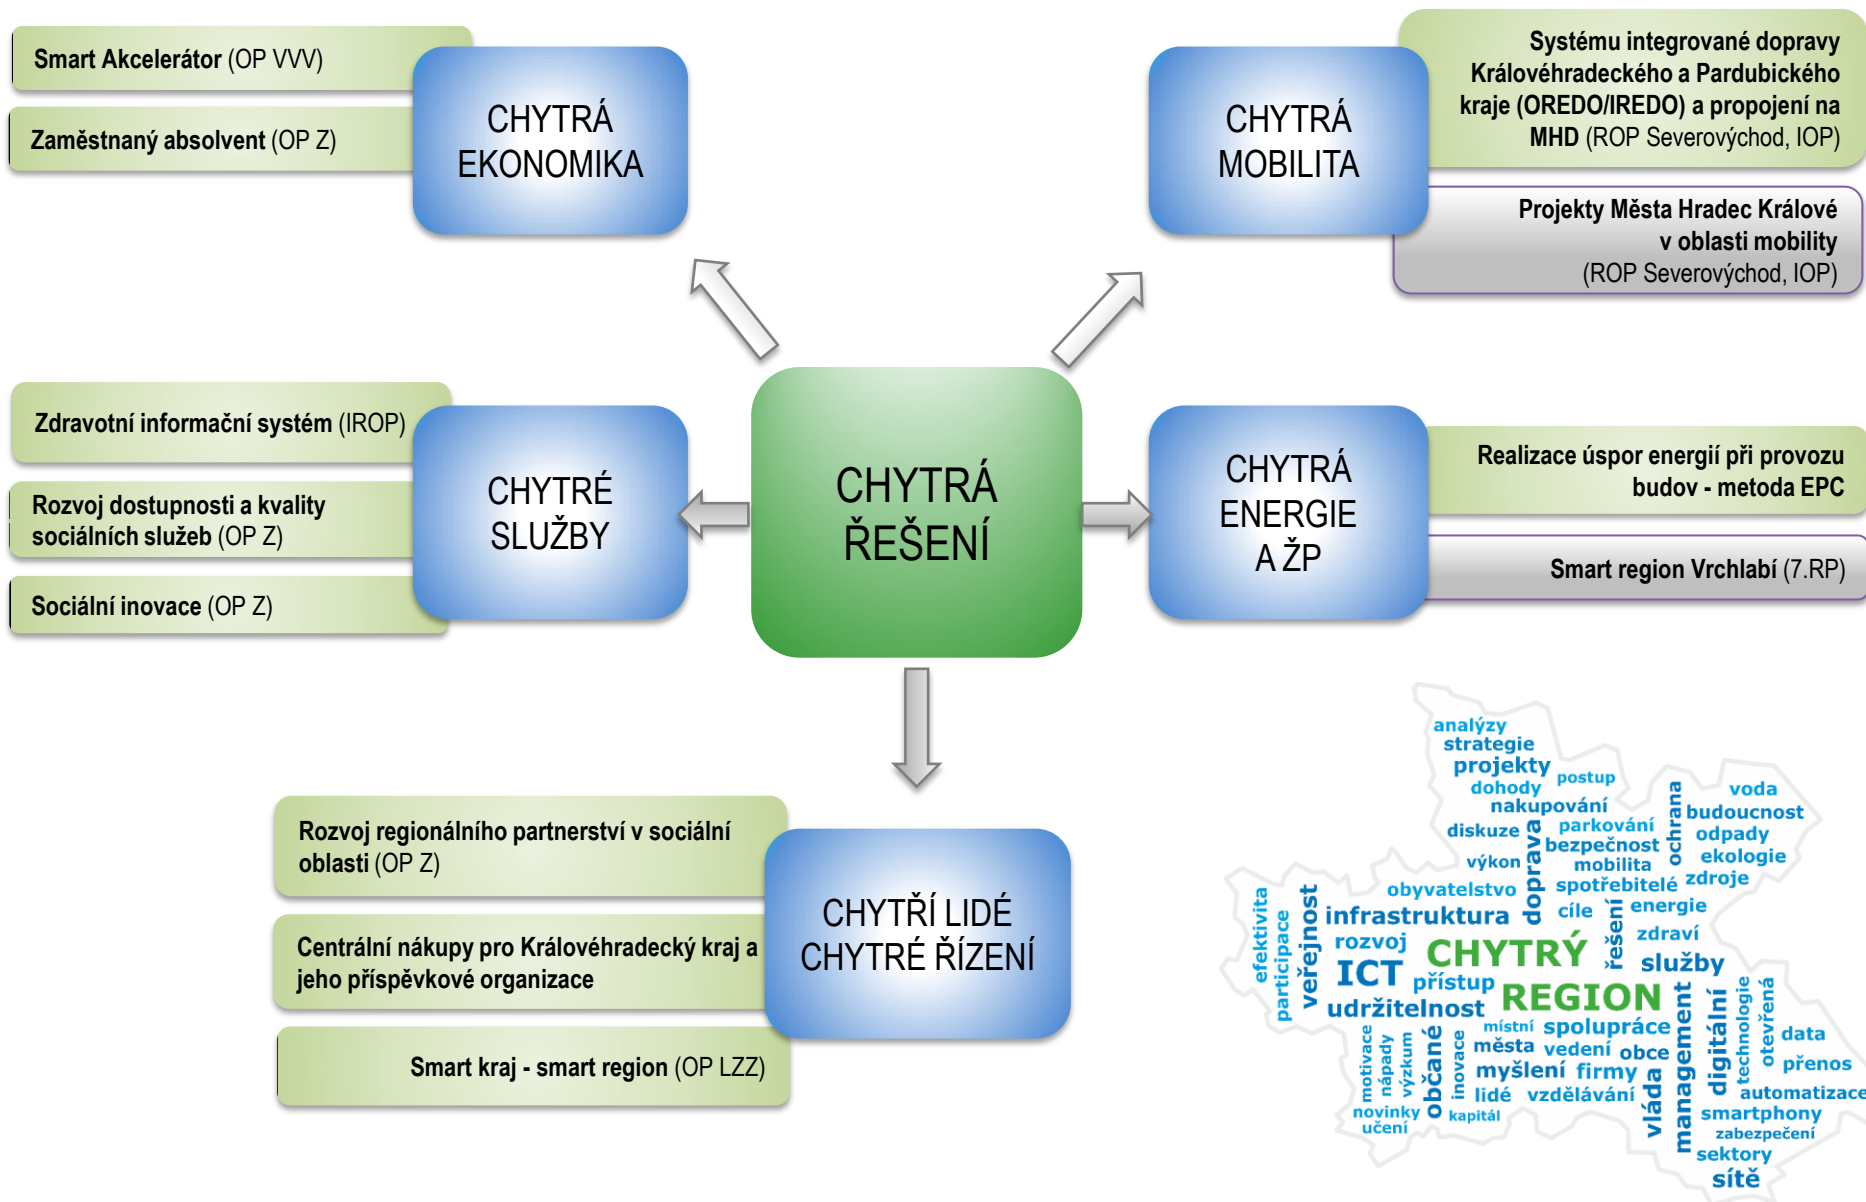 Smart Akcelerátor (OP VVV)
Zaměstnaný absolvent (OP Z)
CHYTRÁ
EKONOMIKA
CHYTRÁ
MOBILITA
Systému integrované dopravy
Královéhradeckého a Pardubického
kraje (OREDO/IREDO) a propojení na
MHD (ROP Severovýchod, IOP)
Projekty Města Hradec Králové
v oblasti mobility
(ROP Severovýchod, IOP)
Zdravotní informační systém (IROP)
Rozvoj dostupnosti a kvality
sociálních služeb (OP Z)
Sociální inovace (OP Z)
CHYTRÉ
SLUŽBY
CHYTRÁ
ŘEŠENÍ
CHYTRÁ
ENERGIE
A ŽP
Realizace úspor energií při provozu
budov - metoda EPC
Smart region Vrchlabí (7.RP)
Rozvoj regionálního partnerství v sociální
oblasti (OP Z)
Centrální nákupy pro Královéhradecký kraj a
jeho příspěvkové organizace
Smart kraj - smart region (OP LZZ)
CHYTŘÍ LIDÉ
CHYTRÉ ŘÍZENÍ
analýzy
strategie
projekty
postup
dohody
nakupování
voda
budoucnost
ochrana
diskuze
doprava
parkování
odpady
bezpečnost
výkon
mobilita
ekologie
obyvatelstvo
spotřebitelé
zdroje
efektivita
participace
veřejnost
infrastruktura
cíle
řešení
energie
rozvoj
CHYTRÝ
zdraví
služby
ICT
přístup
REGION
udržitelnost
management
digitální
technologie
otevřená
motivace
nápady
výzkum
občané
inovace
místní
spolupráce
data
města
vedení
obce
přenos
myšlení
firmy
vláda
automatizace
lidé
vzdělávání
novinky
kapitál
smartphony
učení
zabezpečení
sektory
sítě